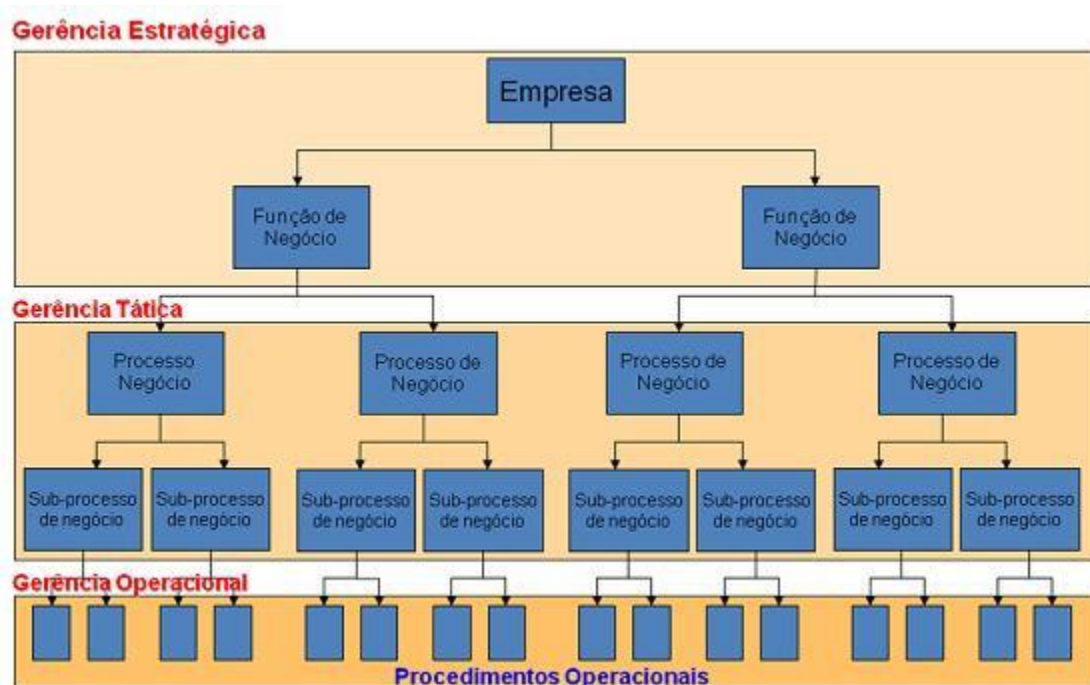 Gerência Estratégica
Empresa
Função de
Negócio
Função de
Negócio
Gerência Tática
Processo
Negócio
Processo de
Negócio
Processo de
Negócio
Processo de
Negócio
Sub-processo
de negócio
Sub-processo
de negócio
Sub-processo
de negócio
Sub-processo
de negócio
Sub-processo
de negócio
Sub-processo
de negócio
Sub-processo
de negócio
Sub-processo
de negócio
Gerência Operacional
Procedimentos Operacionais